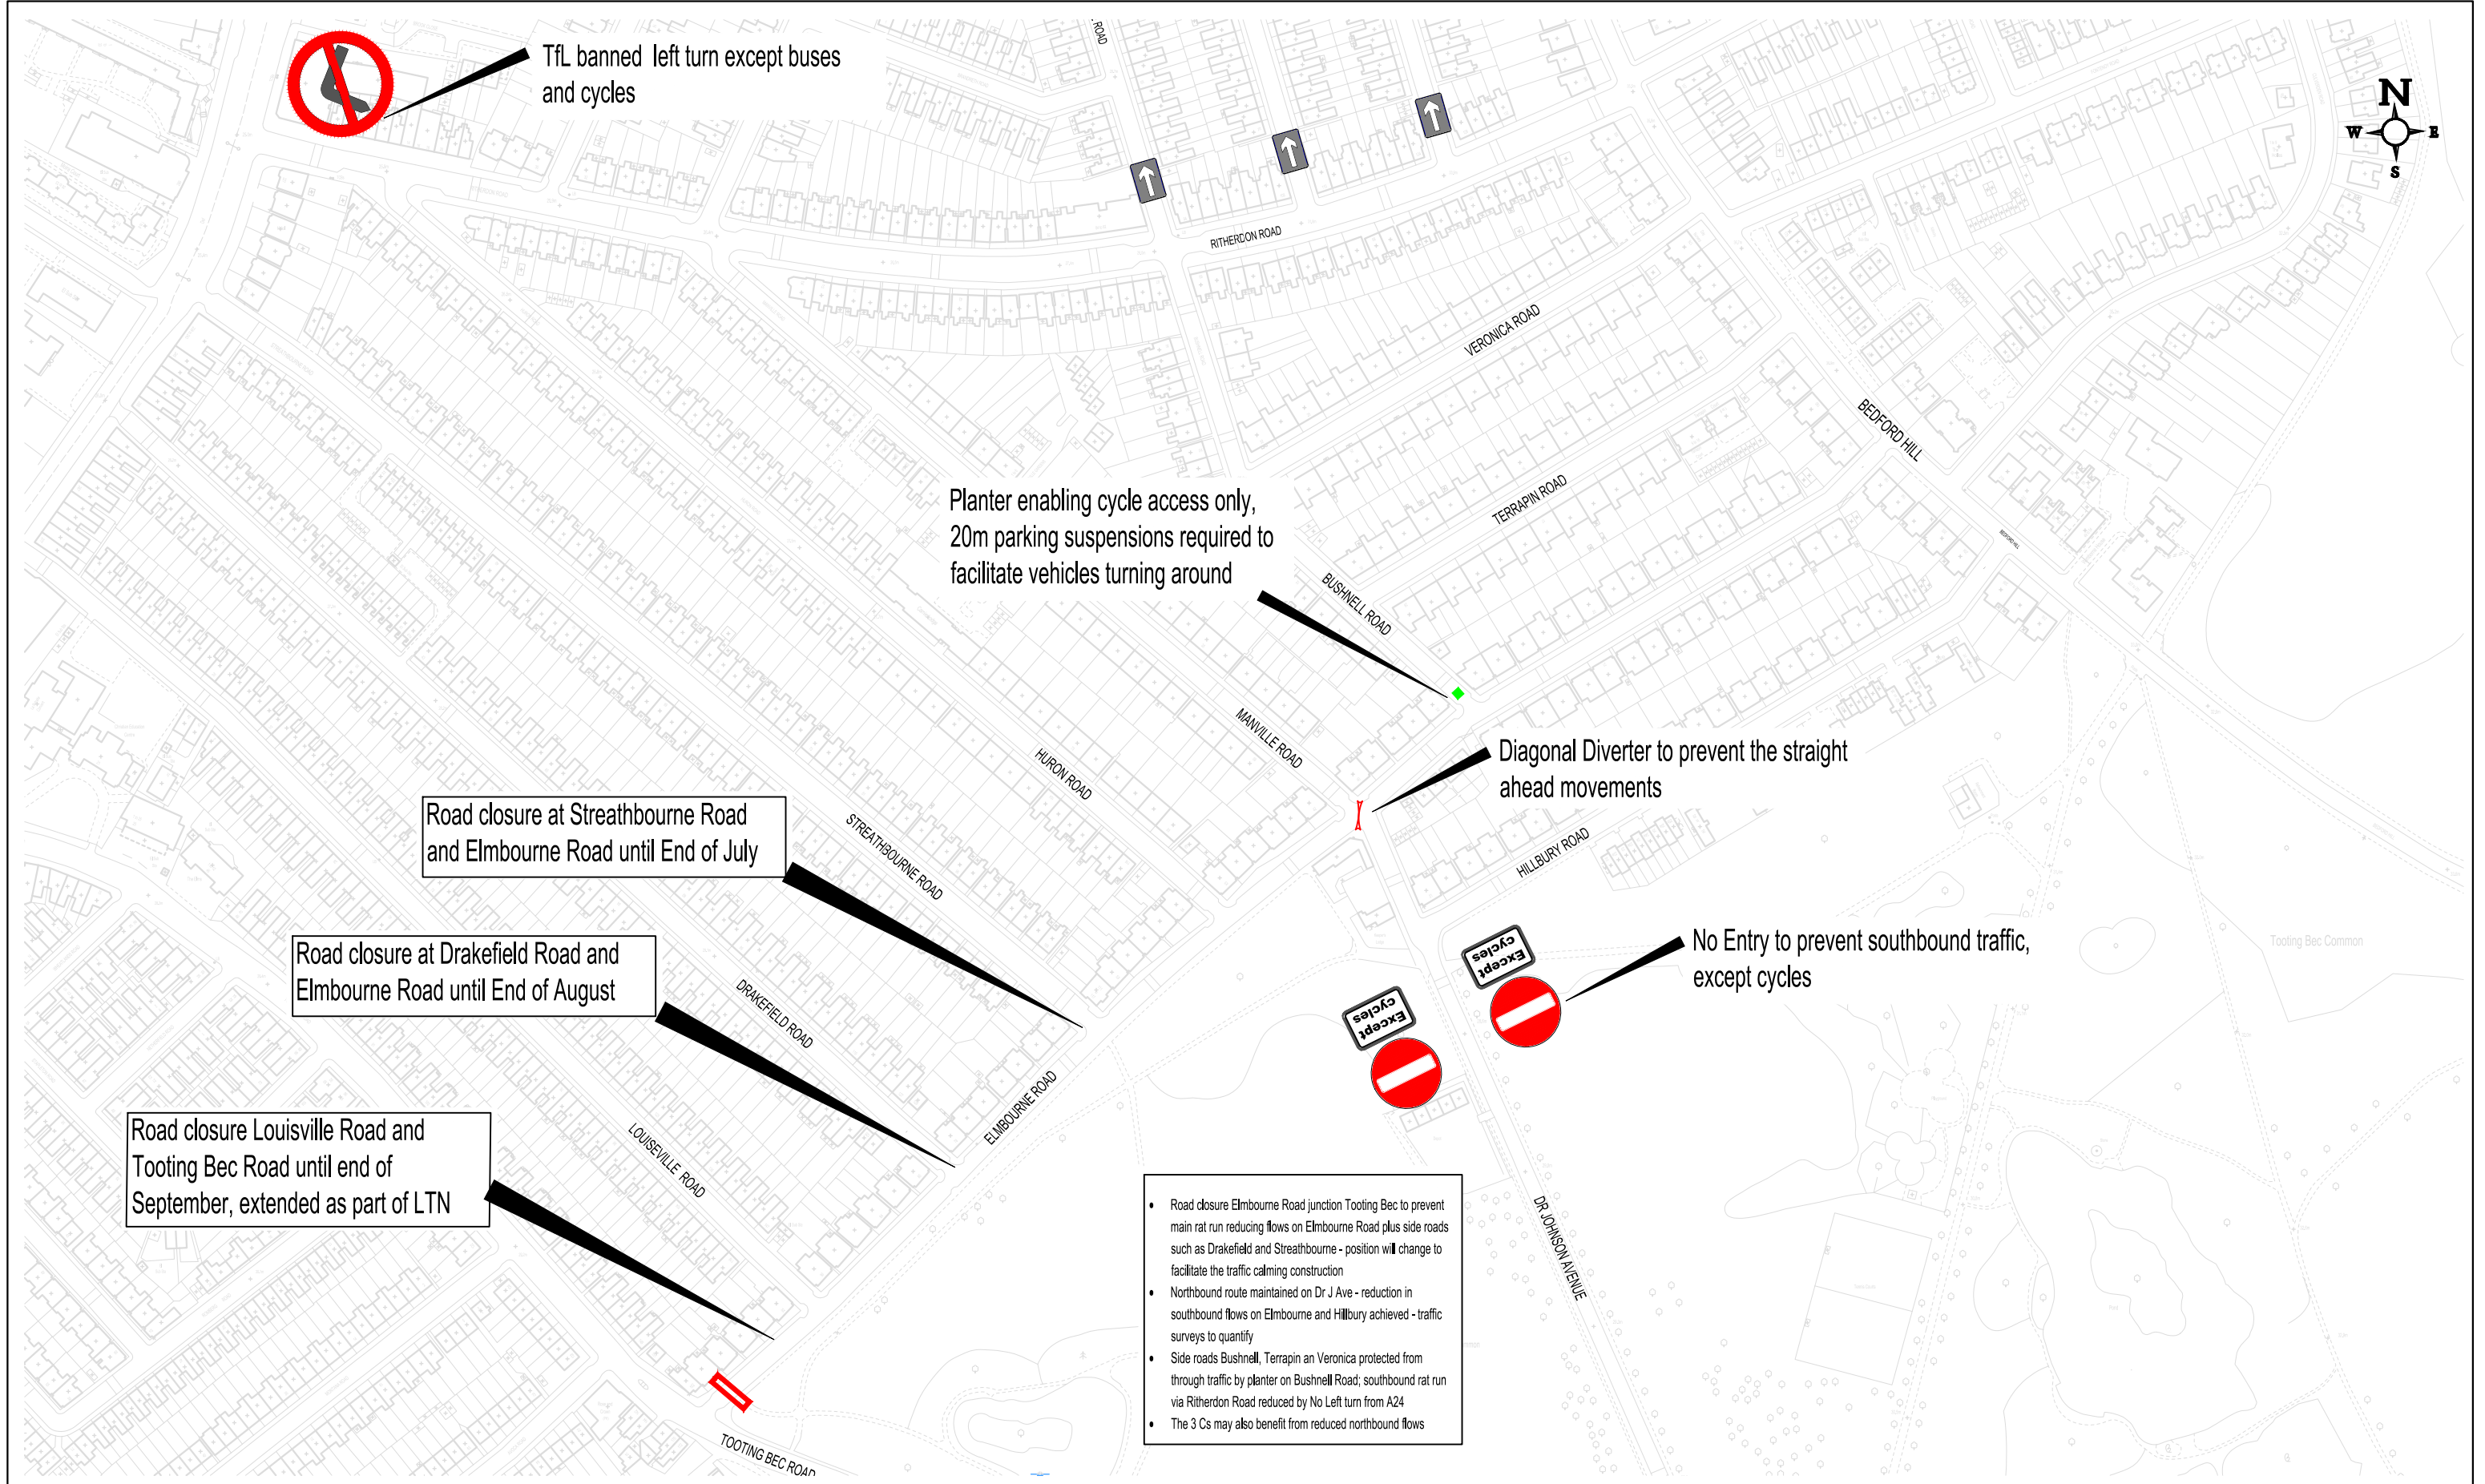 TfL banned left turn except buses
and cycles
ROAD
N
W E
S
RITHERDON ROAD
VERONICA ROAD
BEDFORD HILL
TERRAPIN ROAD
BEDFORD HILL
Planter enabling cycle access only,
20m parking suspensions required to
facilitate vehicles turning around
BUSHNELL ROAD
MANVILLE ROAD
HURON ROAD
Diagonal Diverter to prevent the straight
ahead movements
Road closure at Streathbourne Road
and Elmbourne Road until End of July
STREATHBOURNE ROAD
HILLBURY ROAD
Road closure at Drakefield Road and
Elmbourne Road until End of August
DRAKEFIELD ROAD
Except
cycles
Except
cycles
No Entry to prevent southbound traffic,
except cycles
Tooting Bec Common
ELMBOURNE ROAD
Road closure Louisville Road and
Tooting Bec Road until end of
September, extended as part of LTN
LOUISEVILLE ROAD
• Road closure Elmbourne Road junction Tooting Bec to prevent
main rat run reducing flows on Elmbourne Road plus side roads
such as Drakefield and Streathbourne - position will change to
facilitate the traffic calming construction
• Northbound route maintained on Dr J Ave - reduction in
southbound flows on Elmbourne and Hillbury achieved - traffic
surveys to quantify
• Side roads Bushnell, Terrapin an Veronica protected from
through traffic by planter on Bushnell Road; southbound rat run
via Ritherdon Road reduced by No Left turn from A24
• The 3 Cs may also benefit from reduced northbound flows
DR JOHNSON AVENUE
TOOTING BEC ROAD